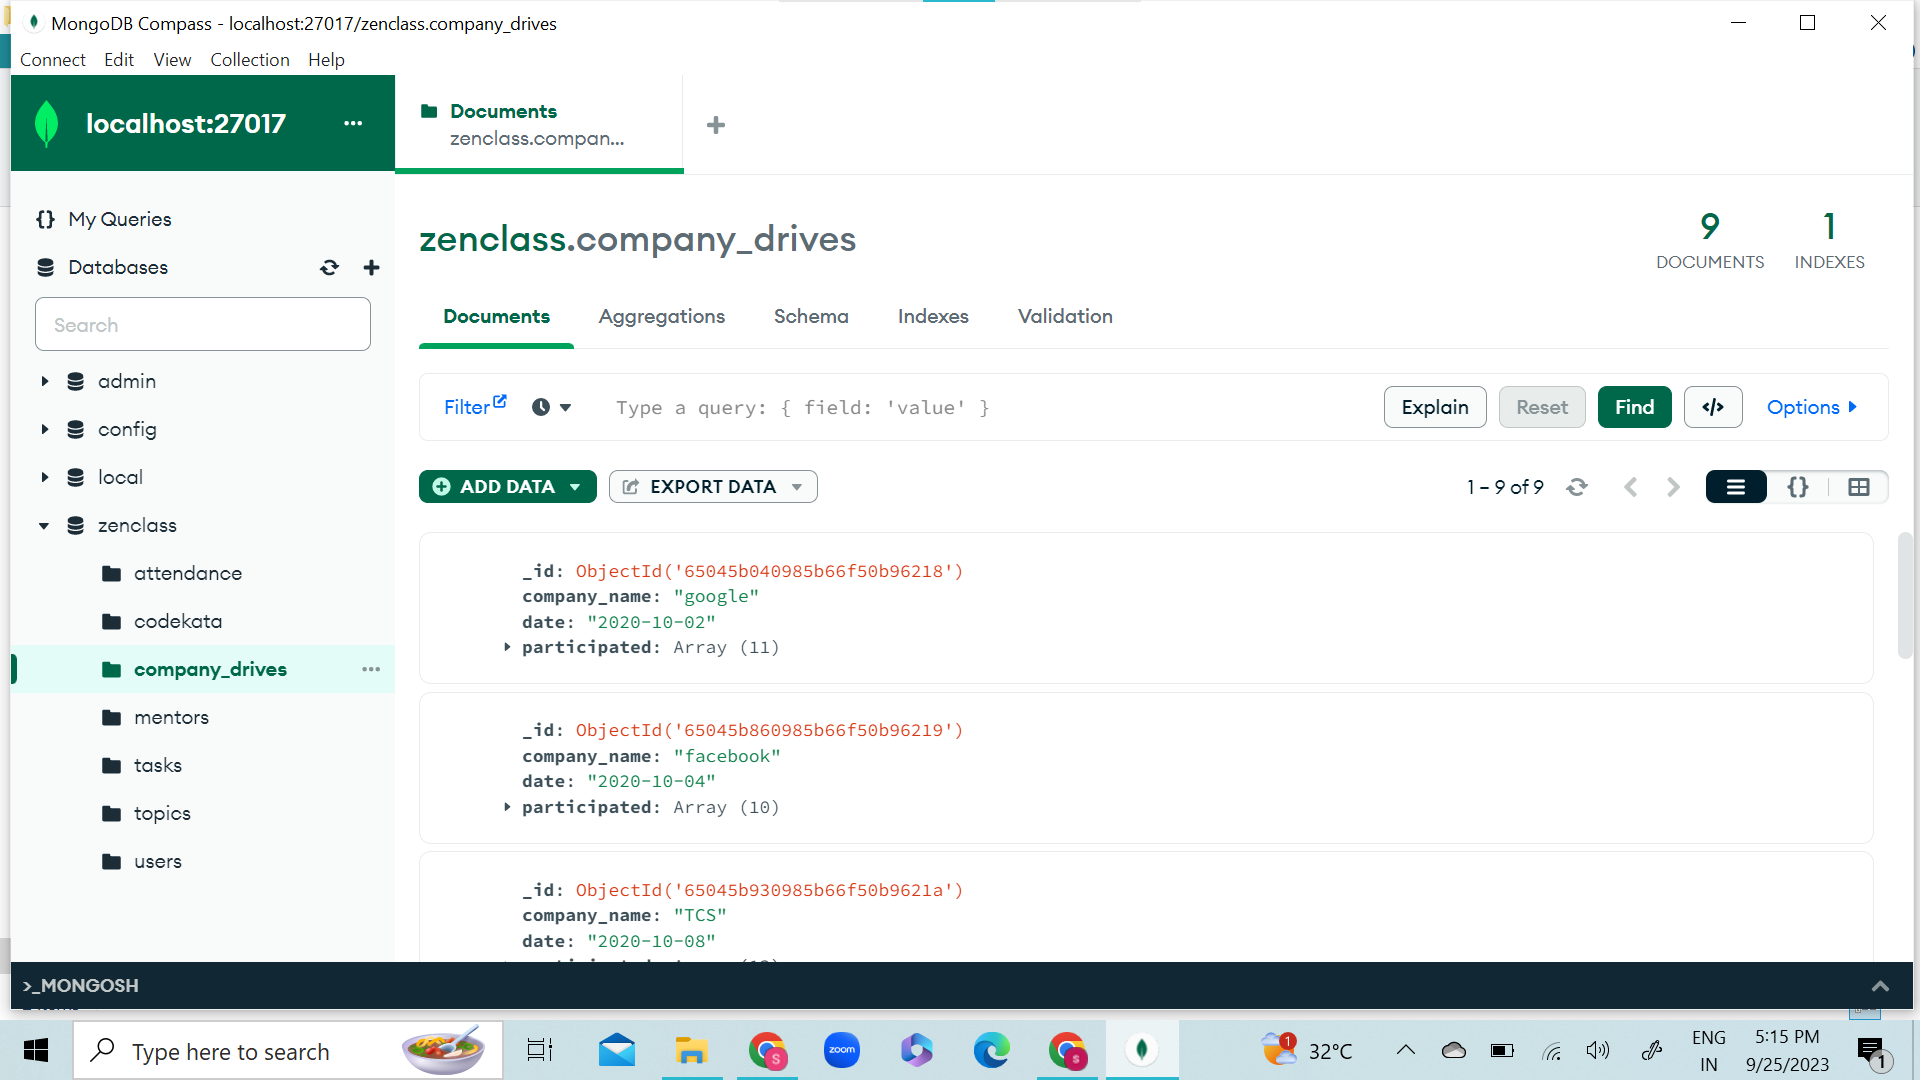 MongoDB Compass - localhost:27017/zenclass.company_drives
Connect Edit View Collection Help
localhost:27017 ...
Documents
zenclass.compan...
{} My Queries
Databases
Search
admin
config
local
zenclass
attendance
codekata
company_drives ...
mentors
tasks
topics
users
zenclass.company_drives
9
DOCUMENTS
1
INDEXES
Documents Aggregations Schema Indexes Validation
Filter Type a query: { field: 'value' } Explain Reset Find </> Options
ADD DATA EXPORT DATA 1 – 9 of 9 {}
_id: ObjectId('65045b040985b66f50b96218')
company_name: "google"
date: "2020-10-02"
participated: Array (11)
_id: ObjectId('65045b860985b66f50b96219')
company_name: "facebook"
date: "2020-10-04"
participated: Array (10)
_id: ObjectId('65045b930985b66f50b9621a')
company_name: "TCS"
date: "2020-10-08"
>_MONGOSH
Type here to search
zoom
S
S
1
32°C
ENG
IN
5:15 PM
9/25/2023
1